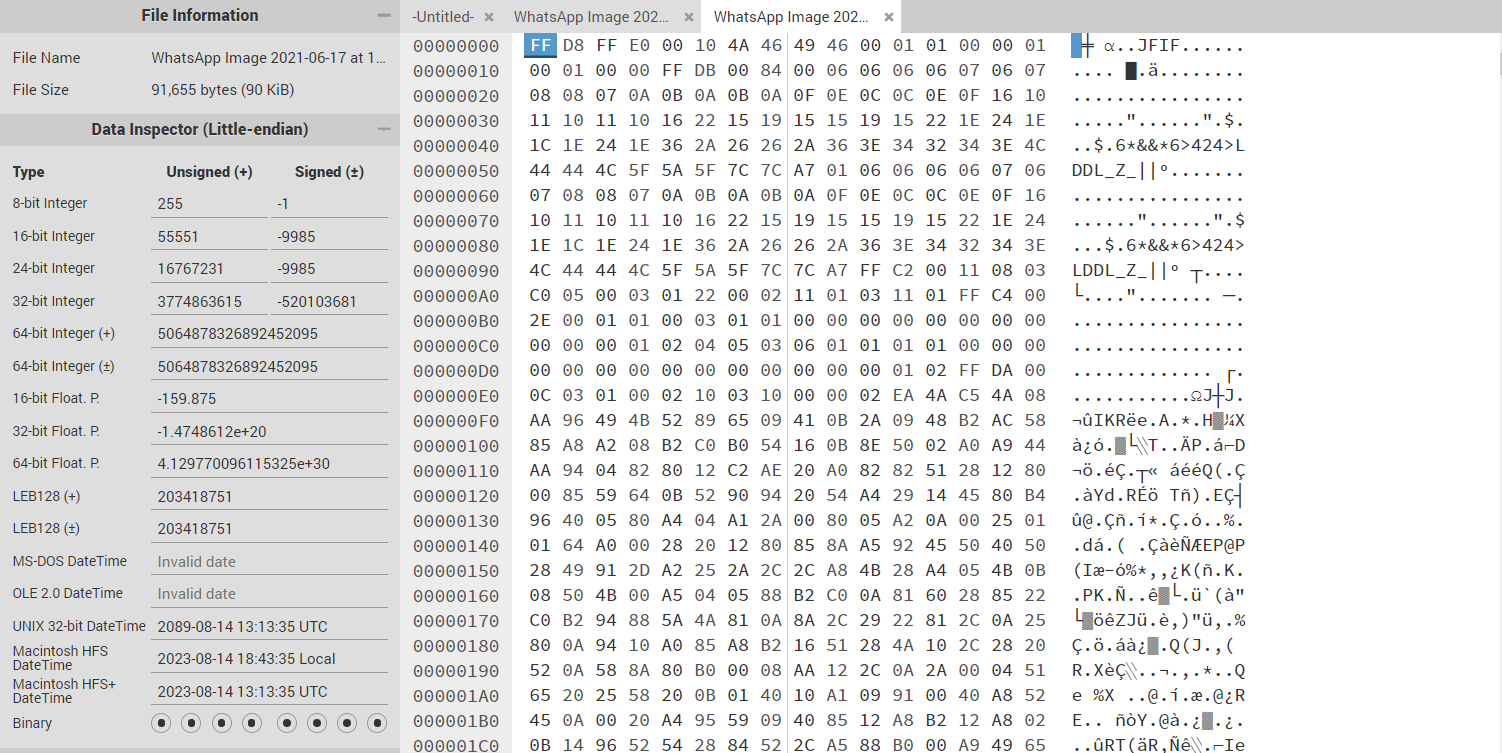 File Information
File Name WhatsApp Image 2021-06-17 at 1...
File Size 91,655 bytes (90 KiB)
Data Inspector (Little-endian)
Type Unsigned (+) Signed (±)
8-bit Integer 255 -1
16-bit Integer 55551 -9985
24-bit Integer 16767231 -9985
32-bit Integer 3774863615 -520103681
64-bit Integer (+) 5064878326892452095
64-bit Integer (±) 5064878326892452095
16-bit Float. P. -159.875
32-bit Float. P. -1.4748612e+20
64-bit Float. P. 4.129770096115325e+30
LEB128 (+) 203418751
LEB128 (±) 203418751
MS-DOS DateTime Invalid date
OLE 2.0 DateTime Invalid date
UNIX 32-bit DateTime 2089-08-14 13:13:35 UTC
Macintosh HFS
DateTime 2023-08-14 18:43:35 Local
Macintosh HFS+
DateTime 2023-08-14 13:13:35 UTC
Binary
-Untitled- × WhatsApp Image 202... × WhatsApp Image 202... ×
00000000 FF D8 FF E0 00 10 4A 46 49 46 00 01 01 00 00 01 ╪ α..JFIF......
00000010 00 01 00 00 FF DB 00 84 00 06 06 06 06 07 06 07 .... █.ä........
00000020 08 08 07 0A 0B 0A 0B 0A 0F 0E 0C 0C 0E 0F 16 10 ................
00000030 11 10 11 10 16 22 15 19 15 15 19 15 22 1E 24 1E ....."......".$.
00000040 1C 1E 24 1E 36 2A 26 26 2A 36 3E 34 32 34 3E 4C ..$.6*&&*6>424>L
00000050 44 44 4C 5F 5A 5F 7C 7C A7 01 06 06 06 06 07 06 DDL_Z_||º.......
00000060 07 08 08 07 0A 0B 0A 0B 0A 0F 0E 0C 0C 0E 0F 16 ................
00000070 10 11 10 11 10 16 22 15 19 15 15 19 15 22 1E 24 ......"......".$
00000080 1E 1C 1E 24 1E 36 2A 26 26 2A 36 3E 34 32 34 3E ...$.6*&&*6>424>
00000090 4C 44 44 4C 5F 5A 5F 7C 7C A7 FF C2 00 11 08 03 LDDL_Z_||º ┬....
000000A0 C0 05 00 03 01 22 00 02 11 01 03 11 01 FF C4 00 └...."....... ─.
000000B0 2E 00 01 01 00 03 01 01 00 00 00 00 00 00 00 00 ................
000000C0 00 00 00 01 02 04 05 03 06 01 01 01 01 00 00 00 ................
000000D0 00 00 00 00 00 00 00 00 00 00 01 02 FF DA 00 ............. ┌.
000000E0 0C 03 01 00 02 10 03 10 00 00 02 EA 4A C5 4A 08 ...........ΩJ┼J.
000000F0 AA 96 49 4B 52 89 65 09 41 0B 2A 09 48 B2 AC 58 ¬ûIKRëe.A.*.H▓¼X
00000100 85 A8 A2 08 B2 C0 B0 54 16 0B 8E 50 02 A0 A9 44 à¿ó.▓└░T..ÄP.á⌐D
00000110 AA 94 04 82 80 12 C2 AE 20 A0 82 82 51 28 12 80 ¬ö.éÇ.┬« áééQ(.Ç
00000120 00 85 59 64 0B 52 90 94 20 54 A4 29 14 45 80 B4 .àYd.RÉö Tñ).EÇ┤
00000130 96 40 05 80 A4 04 A1 2A 00 80 05 A2 0A 00 25 01 û@.Çñ.í*.Ç.ó..%.
00000140 01 64 A0 00 28 20 12 80 85 8A A5 92 45 50 40 50 .dá.( .ÇàèÑÆEP@P
00000150 28 49 91 2D A2 25 2A 2C 2C A8 4B 28 A4 05 4B 0B (Iæ-ó%*,,¿K(ñ.K.
00000160 08 50 4B 00 A5 04 05 88 B2 C0 0A 81 60 28 85 22 .PK.Ñ..ê▓└.ü`(à"
00000170 C0 B2 94 88 5A 4A 81 0A 8A 2C 29 22 81 2C 0A 25 └▓öêZJü.è,)"ü,.%
00000180 80 0A 94 10 A0 85 A8 B2 16 51 28 4A 10 2C 28 20 Ç.ö.áà¿▓.Q(J.,(
00000190 52 0A 58 8A 80 B0 00 08 AA 12 2C 0A 2A 00 04 51 R.XèÇ░..¬.,.*..Q
000001A0 65 20 25 58 20 0B 01 40 10 A1 09 91 00 40 A8 52 e %X ..@.í.æ.@¿R
000001B0 45 0A 00 20 A4 95 59 09 40 85 12 A8 B2 12 A8 02 E.. ñòY.@à.¿▓.¿.
000001C0 0B 14 96 52 54 28 84 52 2C A5 88 B0 00 A9 49 65 ..ûRT(äR,Ñê░.⌐Ie